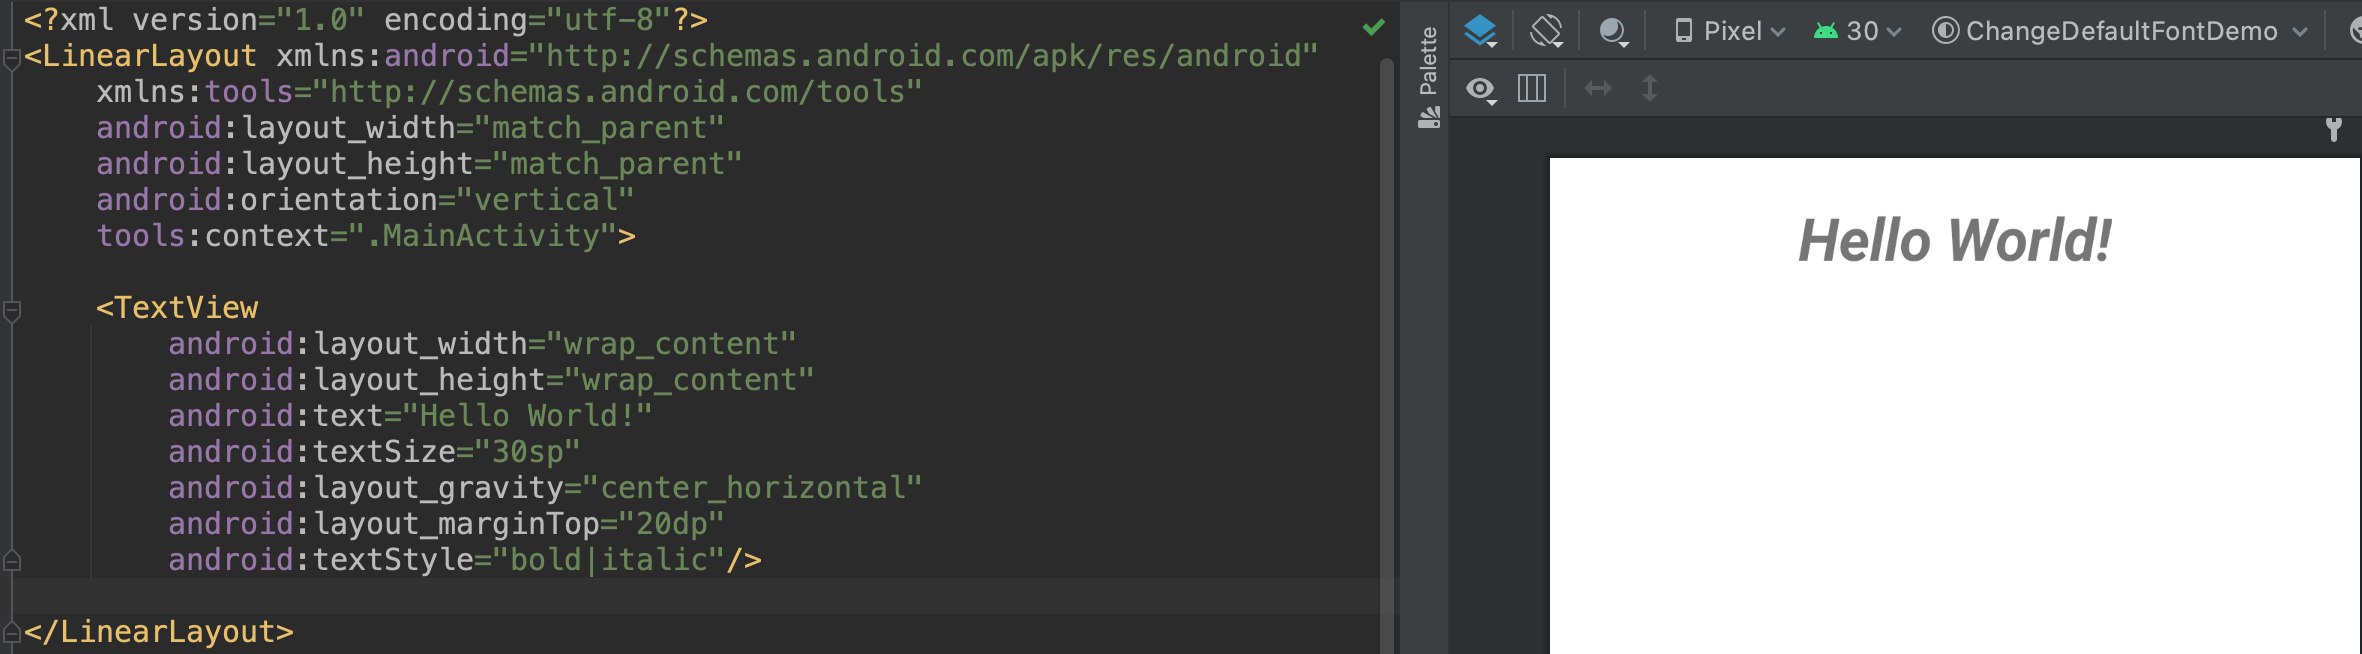 <?xml version="1.0" encoding="utf-8"?>
<LinearLayout xmlns:android="http://schemas.android.com/apk/res/android"
    xmlns:tools="http://schemas.android.com/tools"
    android:layout_width="match_parent"
    android:layout_height="match_parent"
    android:orientation="vertical"
    tools:context=".MainActivity">
    <TextView
        android:layout_width="wrap_content"
        android:layout_height="wrap_content"
        android:text="Hello World!"
        android:textSize="30sp"
        android:layout_gravity="center_horizontal"
        android:layout_marginTop="20dp"
        android:textStyle="bold|italic"/>
</LinearLayout>
Palette
Pixel 30 ChangeDefaultFontDemo
Hello World!